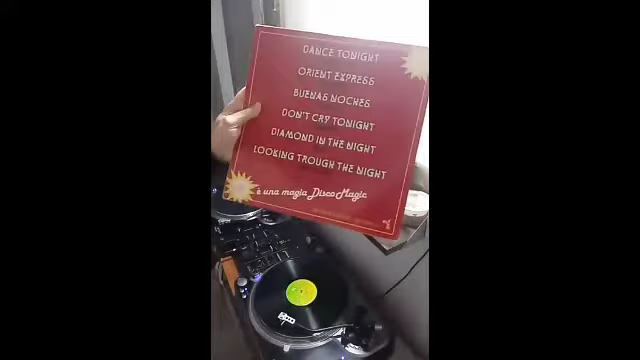 DANCE TONIGHT
ORIENT EXPRESS
BUENAS NOCHES
DON'T CRY TONIGHT
DIAMOND IN THE NIGHT
LOOKING TROUGH THE NIGHT
è una magia Disco Magic